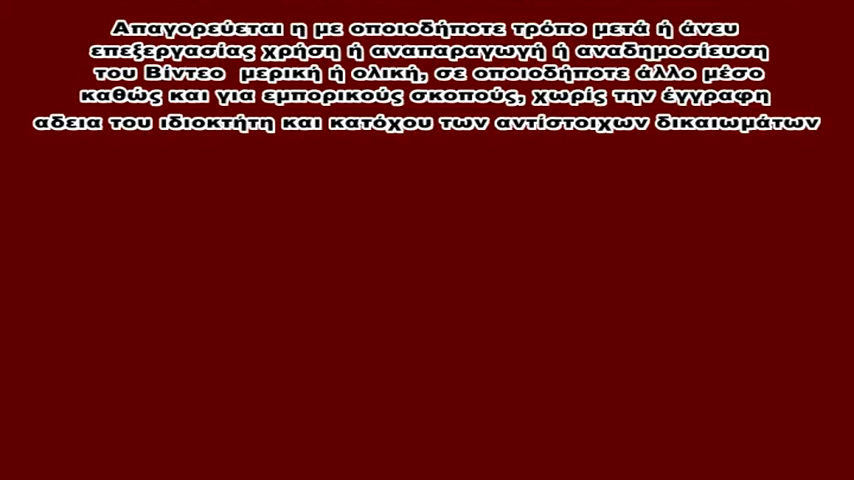 Απαγορεύεται η με οποιοδήποτε τρόπο μετά ή άνευ
επεξεργασίας χρήση ή αναπαραγωγή ή αναδημοσίευση
του Βίντεο μερική ή ολική, σε οποιοδήποτε άλλο μέσο
καθώς και για εμπορικούς σκοπούς, χωρίς την έγγραφη
αδεια του ιδιοκτήτη και κατόχου των αντίστοιχων δικαιωμάτων